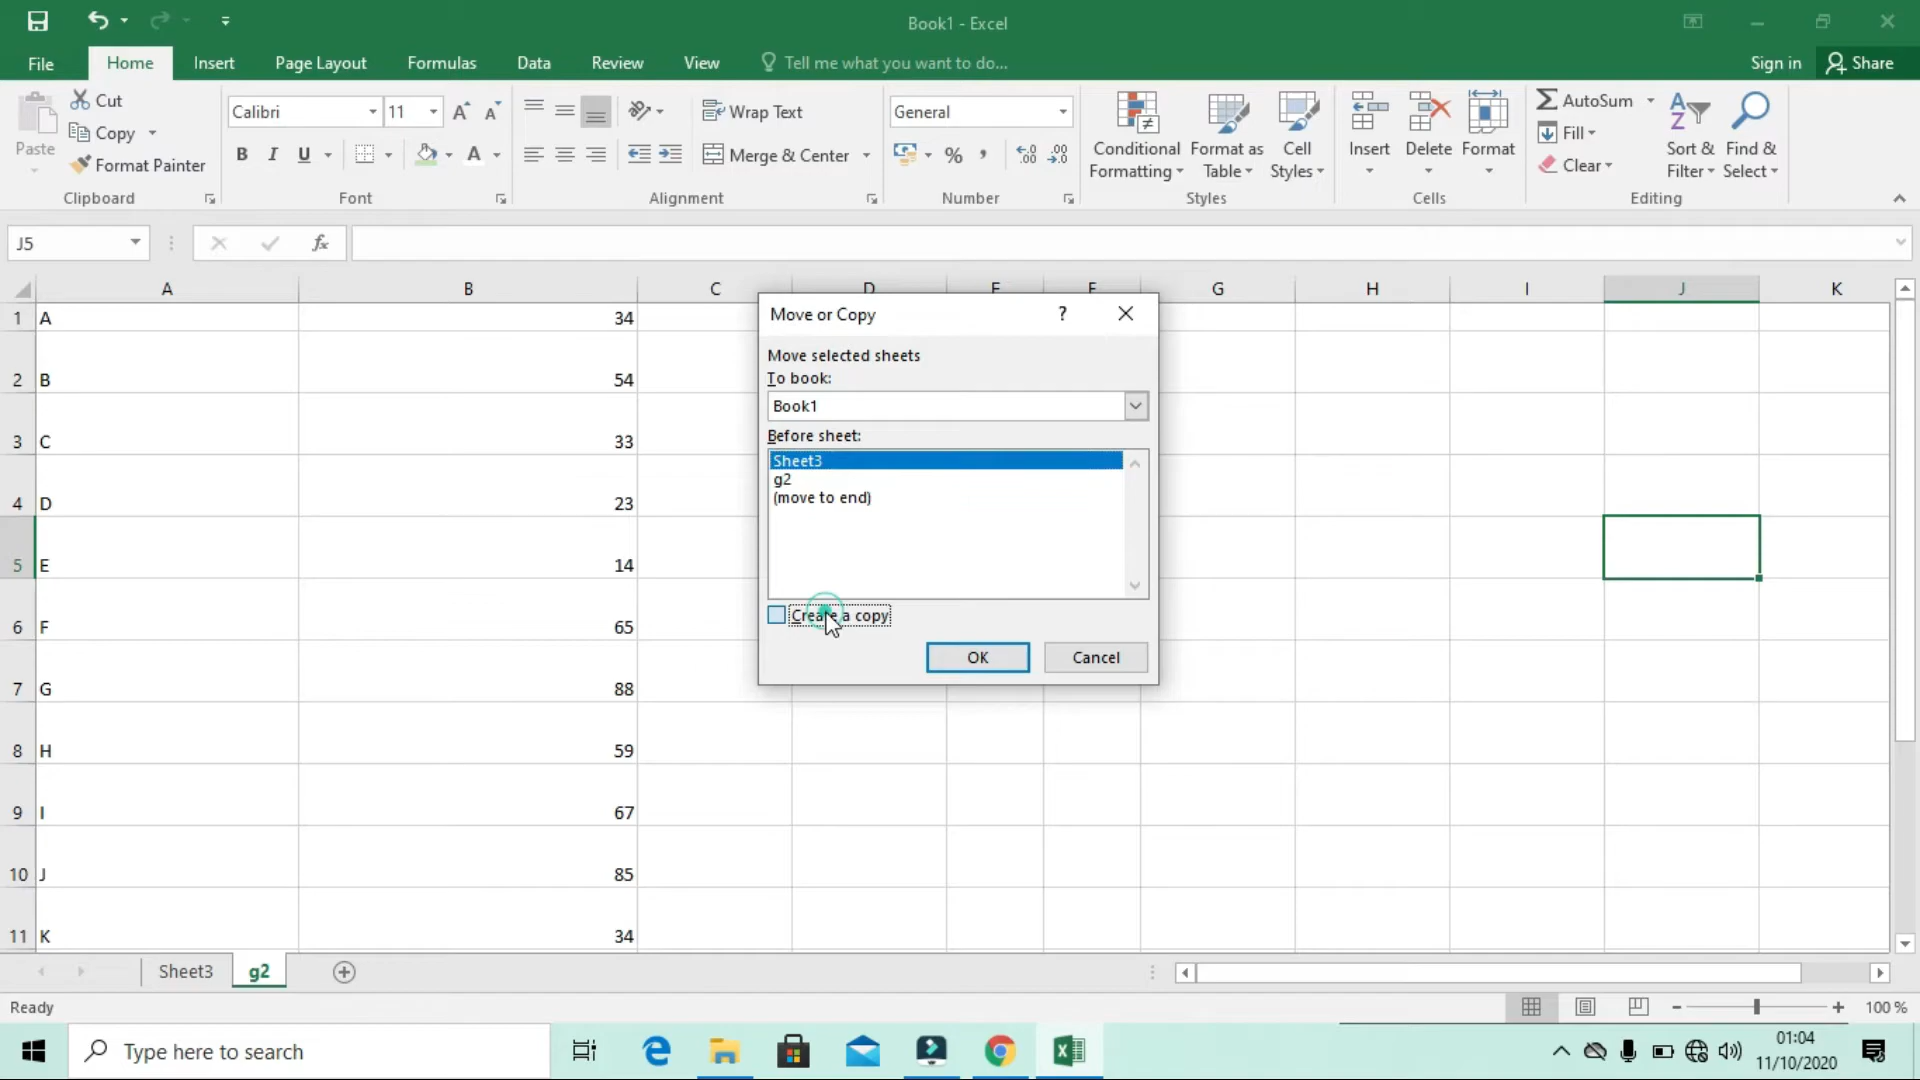 Book1 - Excel
File Home Insert Page Layout Formulas Data Review View Tell me what you want to do... Sign in Share
Paste Cut
Copy
Format Painter
Clipboard
Calibri 11
B I U A
Font
Wrap Text
Merge & Center
Alignment
General
%
Number
Conditional Formatting
Format as Table
Cell Styles
Styles
Insert Delete Format
Cells
AutoSum
Fill
Clear
Sort & Filter
Find & Select
Editing
J5 fx
A B C D E F G H I J K
1 A 34
2 B 54
3 C 33
4 D 23
5 E 14
6 F 65
7 G 88
8 H 59
9 I 67
10 J 85
11 K 34
Move or Copy ?
Move selected sheets
To book:
Book1
Before sheet:
Sheet3
g2
(move to end)
Create a copy
OK Cancel
Sheet3 g2
Ready 100 %
Type here to search
01:04
11/10/2020